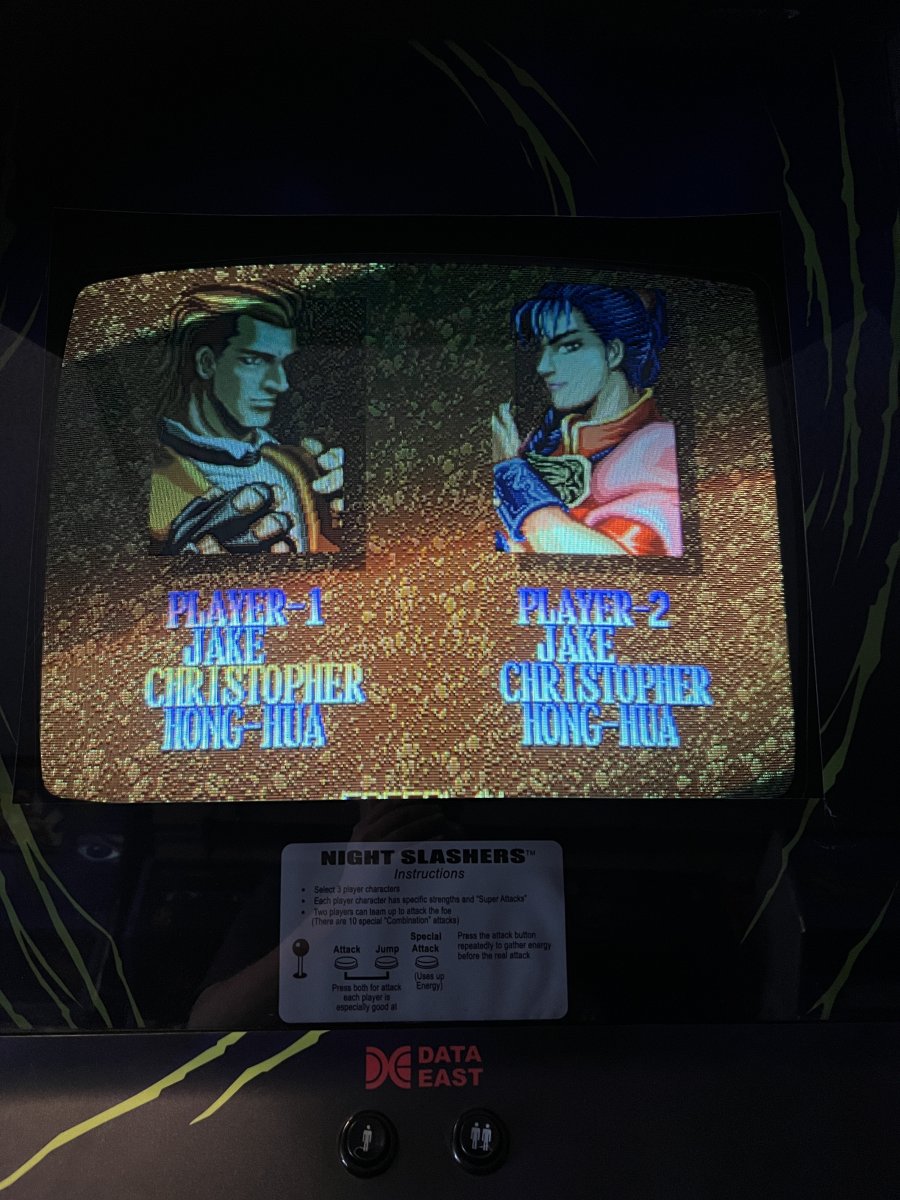 PLAYER-1
JAKE
CHRISTOPHER
HONG-HUA
PLAYER-2
JAKE
CHRISTOPHER
HONG-HUA
NIGHT SLASHERS™
Instructions
• Select 3 player characters
• Each player character has specific strengths and "Super Attacks"
• Two players can team up to attack the foe
(There are 10 special "Combination" attacks)
Attack
Jump
Special
Attack
(Uses up
Energy)
Press both for attack
each player is
especially good at
Press the attack button
repeatedly to gather energy
before the real attack
DATA
EAST